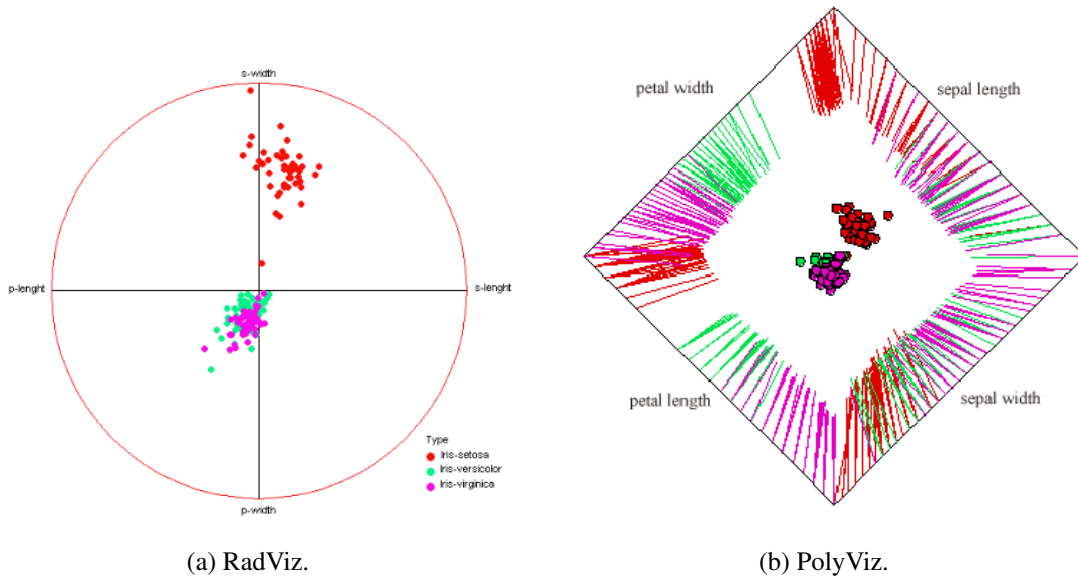 s-width
p-lenght
s-lenght
p-width
Type
Iris-setosa
Iris-versicolor
Iris-virginica
(a) RadViz.
petal width
sepal length
petal length
sepal width
(b) PolyViz.